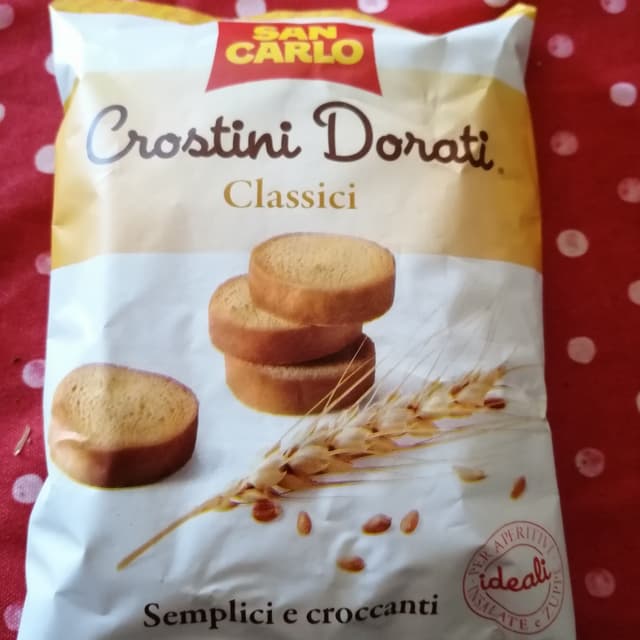 SAN
CARLO
Crostini Dorati
Classici
PER APERITIVI
ideali
INSALATE e ZUPPE
Semplici e croccanti